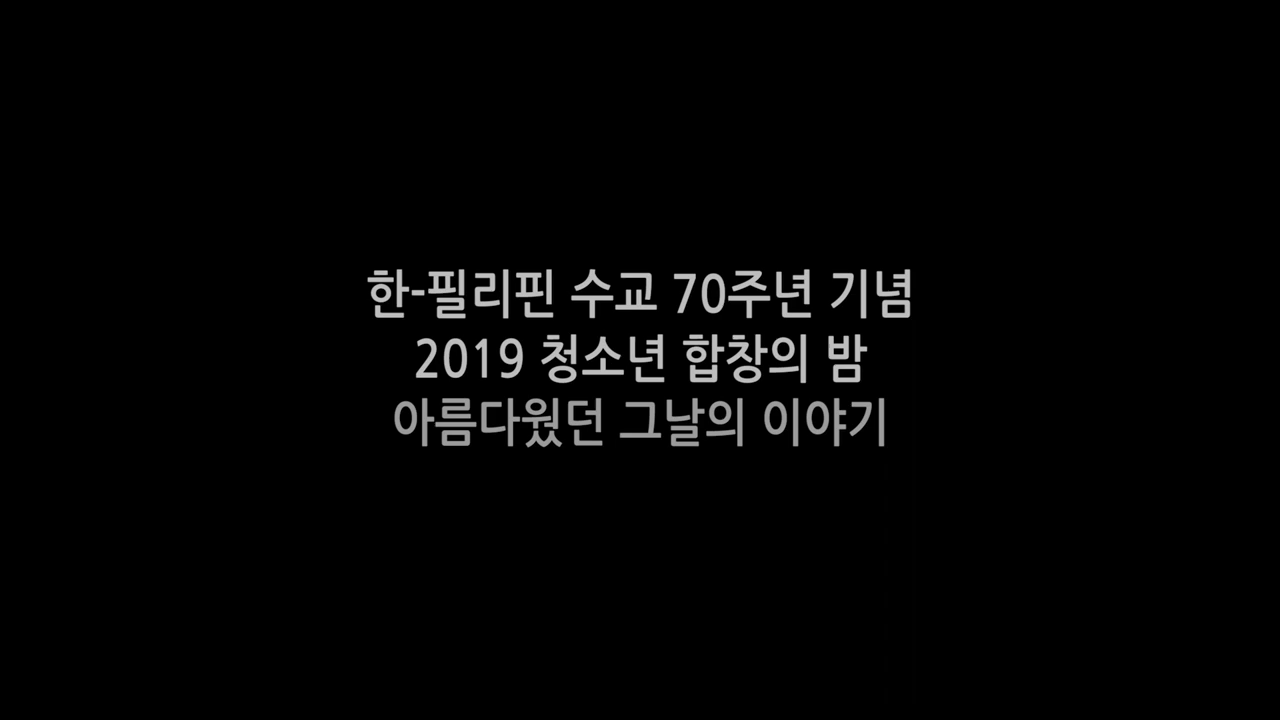 한-필리핀 수교 70주년 기념
2019 청소년 합창의 밤
아름다웠던 그날의 이야기